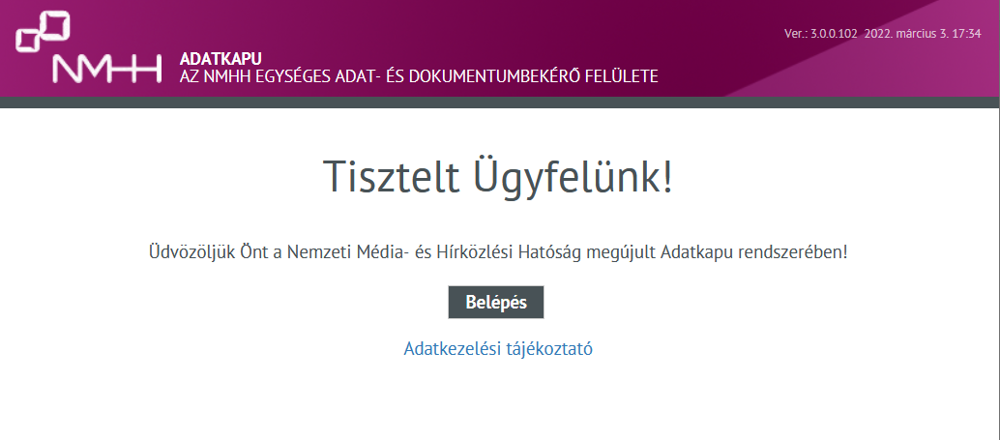 NMHH
ADATKAPU
AZ NMHH EGYSÉGES ADAT- ÉS DOKUMENTUMBEKÉRŐ FELÜLETE
Ver.: 3.0.0.102 2022. március 3. 17:34
Tisztelt Ügyfelünk!
Üdvözöljük Önt a Nemzeti Média- és Hírközlési Hatóság megújult Adatkapu rendszerében!
Belépés
Adatkezelési tájékoztató